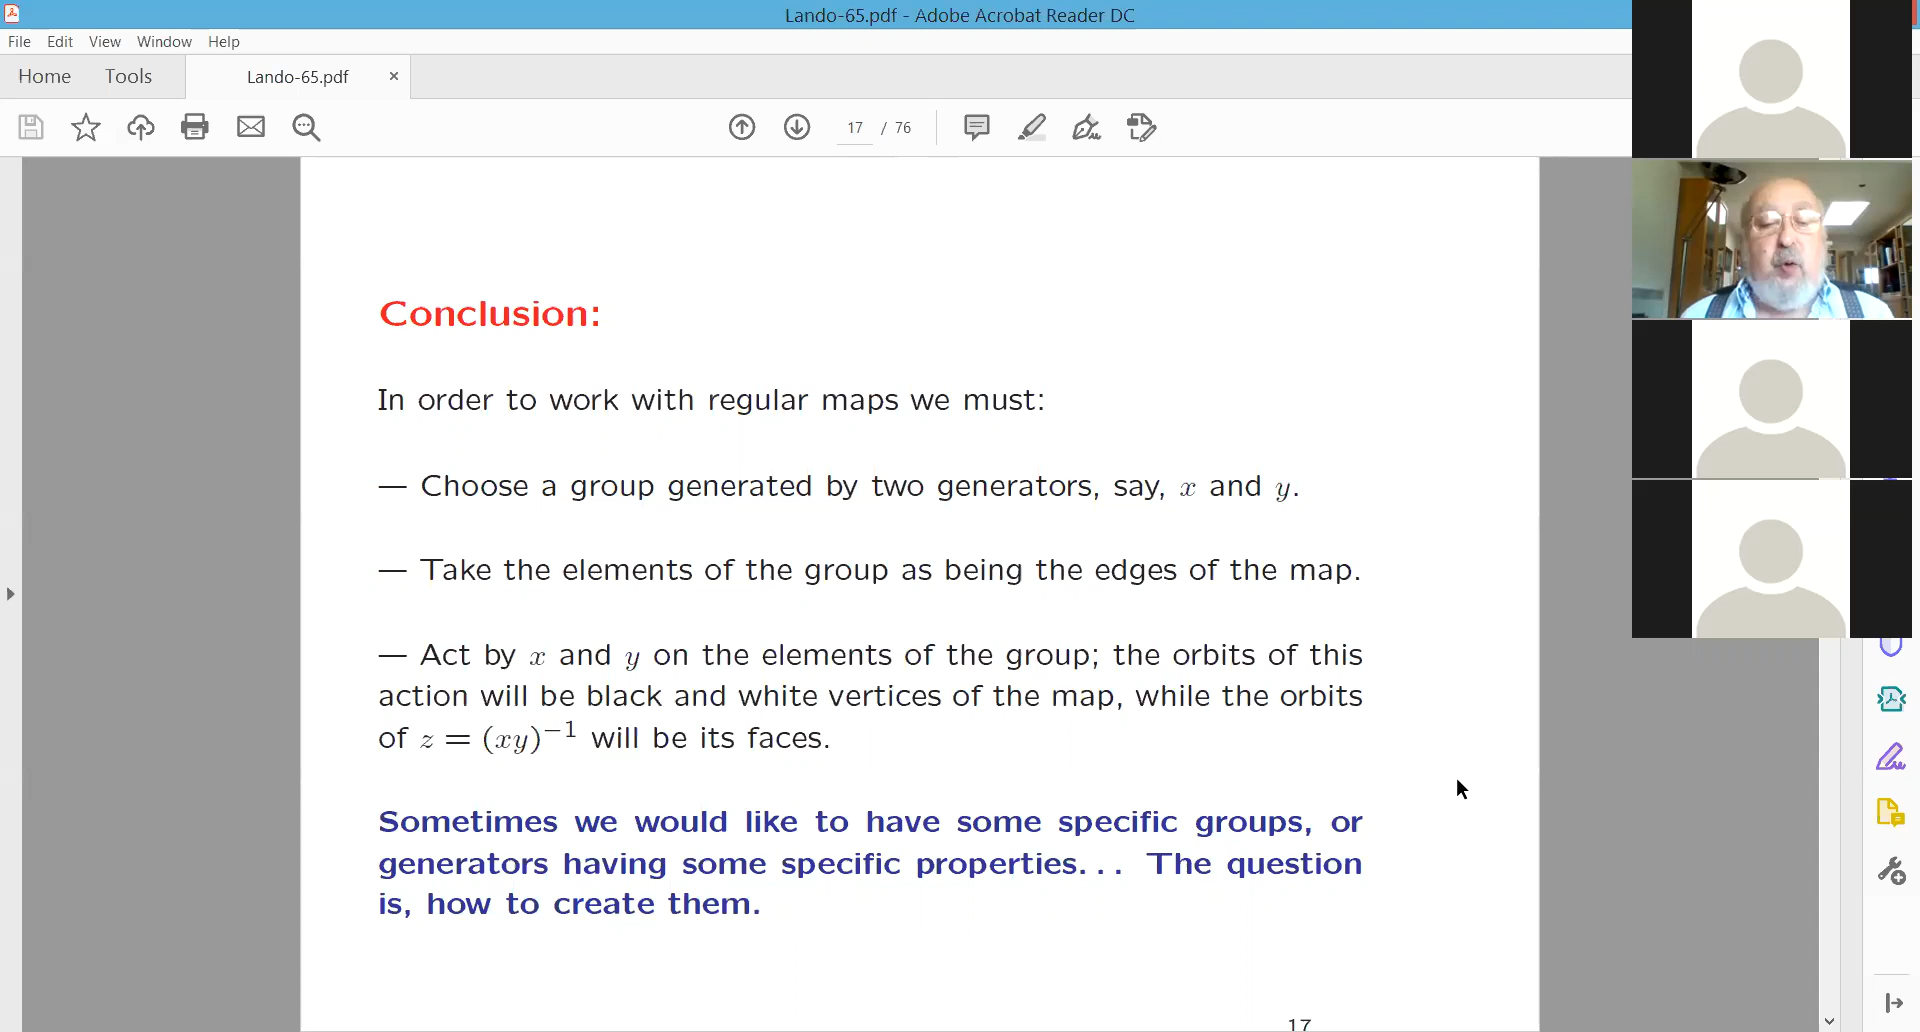 Lando-65.pdf - Adobe Acrobat Reader DC
File Edit View Window Help
Home Tools Lando-65.pdf ×
17 / 76
Conclusion:
In order to work with regular maps we must:
— Choose a group generated by two generators, say, x and y.
— Take the elements of the group as being the edges of the map.
— Act by x and y on the elements of the group; the orbits of this
action will be black and white vertices of the map, while the orbits
of z = (xy)⁻¹ will be its faces.
Sometimes we would like to have some specific groups, or
generators having some specific properties... The question
is, how to create them.
17